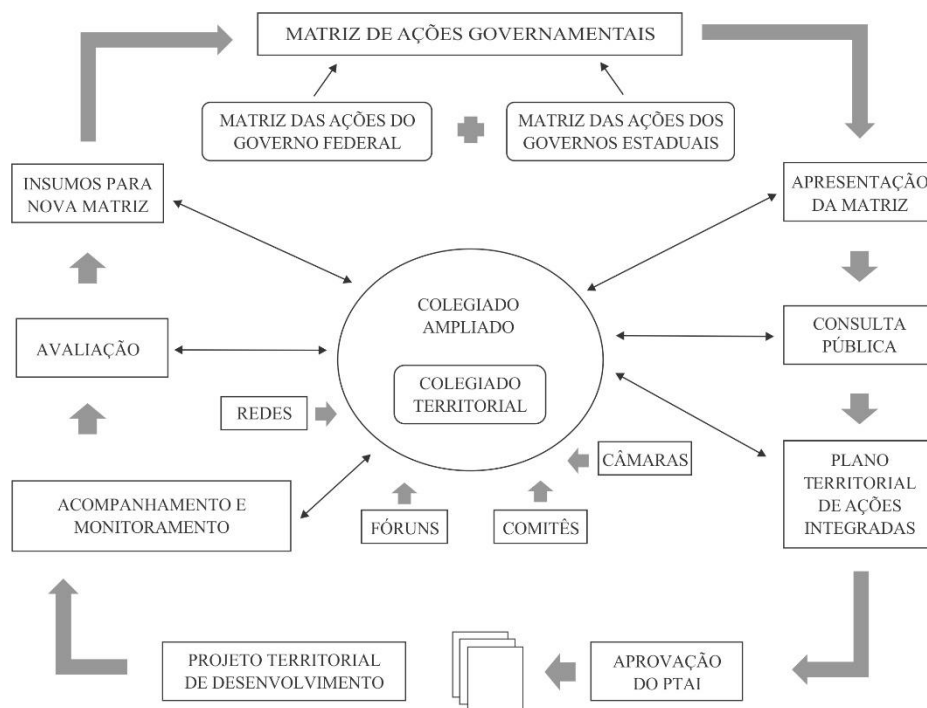 MATRIZ DE AÇÕES GOVERNAMENTAIS
MATRIZ DAS AÇÕES DO
GOVERNO FEDERAL
MATRIZ DAS AÇÕES DOS
GOVERNOS ESTADUAIS
INSUMOS PARA
NOVA MATRIZ
APRESENTAÇÃO
DA MATRIZ
COLEGIADO
AMPLIADO
COLEGIADO
TERRITORIAL
AVALIAÇÃO
CONSULTA
PÚBLICA
REDES
CÂMARAS
FÓRUNS
COMITÊS
ACOMPANHAMENTO E
MONITORAMENTO
PLANO
TERRITORIAL
DE AÇÕES
INTEGRADAS
PROJETO TERRITORIAL
DE DESENVOLVIMENTO
APROVAÇÃO
DO PTAI